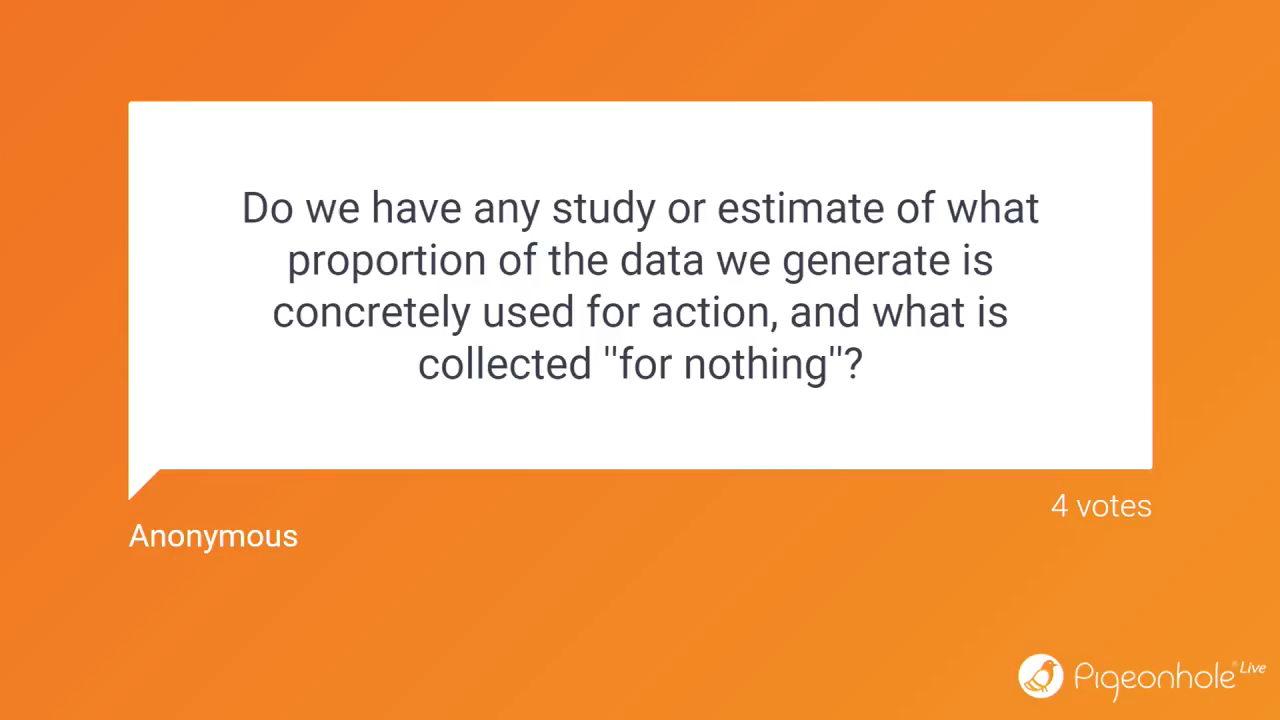 Do we have any study or estimate of what
proportion of the data we generate is
concretely used for action, and what is
collected "for nothing"?
4 votes
Anonymous
Pigeonhole® Live